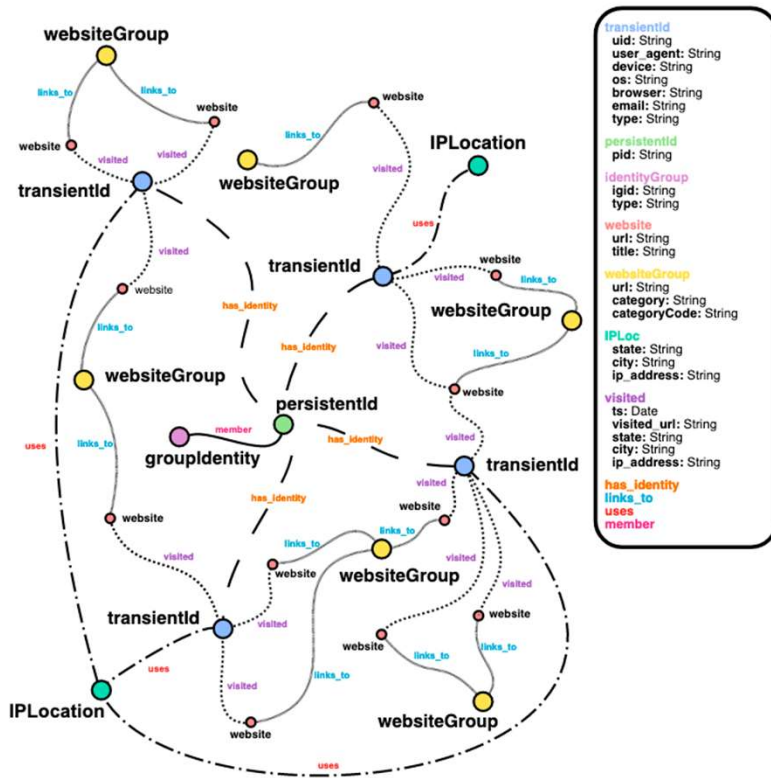 websiteGroup
links_to
links_to
website
website
visited
visited
transientId
visited
website
links_to
websiteGroup
links_to
website
visited
transientId
uses
uses
IPLocation
website
links_to
websiteGroup
visited
IPLocation
uses
transientId
visited
website
links_to
websiteGroup
visited
links_to
website
visited
has_identity
has_identity
persistentId
member
groupIdentity
has_identity
has_identity
transientId
visited
website
links_to
links_to
websiteGroup
website
visited
visited
links_to
website
visited
visited
website
website
links_to
links_to
websiteGroup
uses
transientId
uid: String
user_agent: String
device: String
os: String
browser: String
email: String
type: String
persistentId
pid: String
identityGroup
igid: String
type: String
website
url: String
title: String
websiteGroup
url: String
category: String
categoryCode: String
IPLoc
state: String
city: String
ip_address: String
visited
ts: Date
visited_url: String
state: String
city: String
ip_address: String
has_identity
links_to
uses
member